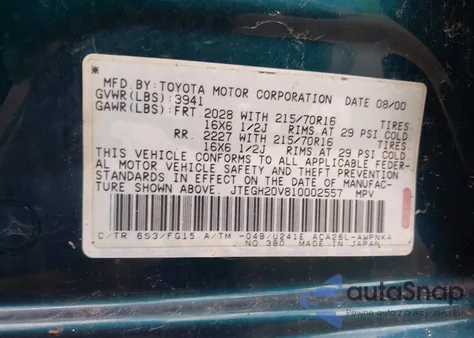 *
MFD. BY: TOYOTA MOTOR CORPORATION DATE 08/00
GVWR(LBS): 3941
GAWR(LBS): FRT. 2028 WITH 215/70R16 TIRES
16X6 1/2J RIMS AT 29 PSI COLD
RR. 2227 WITH 215/70R16 TIRES
16X6 1/2J RIMS AT 29 PSI COLD
THIS VEHICLE CONFORMS TO ALL APPLICABLE FEDER-
AL MOTOR VEHICLE SAFETY AND THEFT PREVENTION
STANDARDS IN EFFECT ON THE DATE OF MANUFAC-
TURE SHOWN ABOVE. JTEGH20V810002557 MPV
C/TR 6S3/FG15 A/TM -04B/U241E ACA26L-AWPNKA
NO 380 MADE IN JAPAN
autoSnap